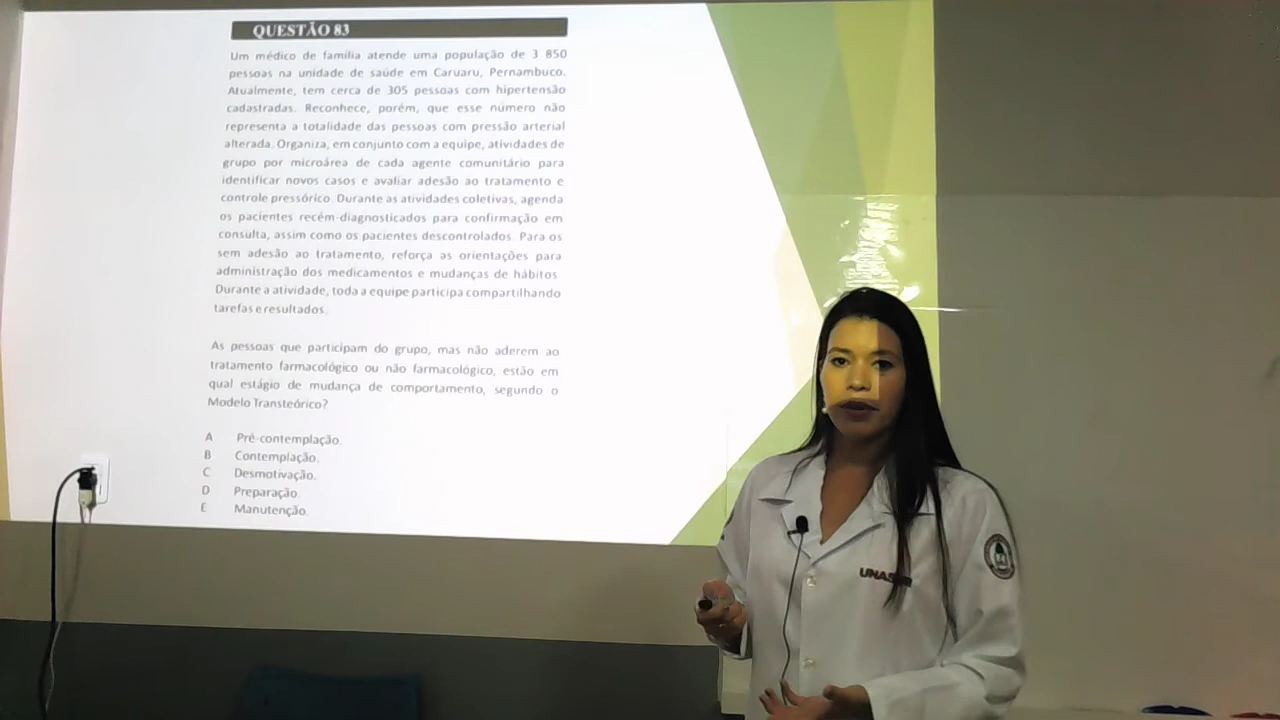 QUESTÃO 83
Um médico de família atende uma população de 3 850
pessoas na unidade de saúde em Caruaru, Pernambuco.
Atualmente, tem cerca de 305 pessoas com hipertensão
cadastradas. Reconhece, porém, que esse número não
representa a totalidade das pessoas com pressão arterial
alterada. Organiza, em conjunto com a equipe, atividades de
grupo por microárea de cada agente comunitário para
identificar novos casos e avaliar adesão ao tratamento e
controle pressórico. Durante as atividades coletivas, agenda
os pacientes recém-diagnosticados para confirmação em
consulta, assim como os pacientes descontrolados. Para os
sem adesão ao tratamento, reforça as orientações para
administração dos medicamentos e mudanças de hábitos.
Durante a atividade, toda a equipe participa compartilhando
tarefas e resultados.
As pessoas que participam do grupo, mas não aderem ao
tratamento farmacológico ou não farmacológico, estão em
qual estágio de mudança de comportamento, segundo o
Modelo Transteórico?
A Pré-contemplação.
B Contemplação.
C Desmotivação.
D Preparação.
E Manutenção.